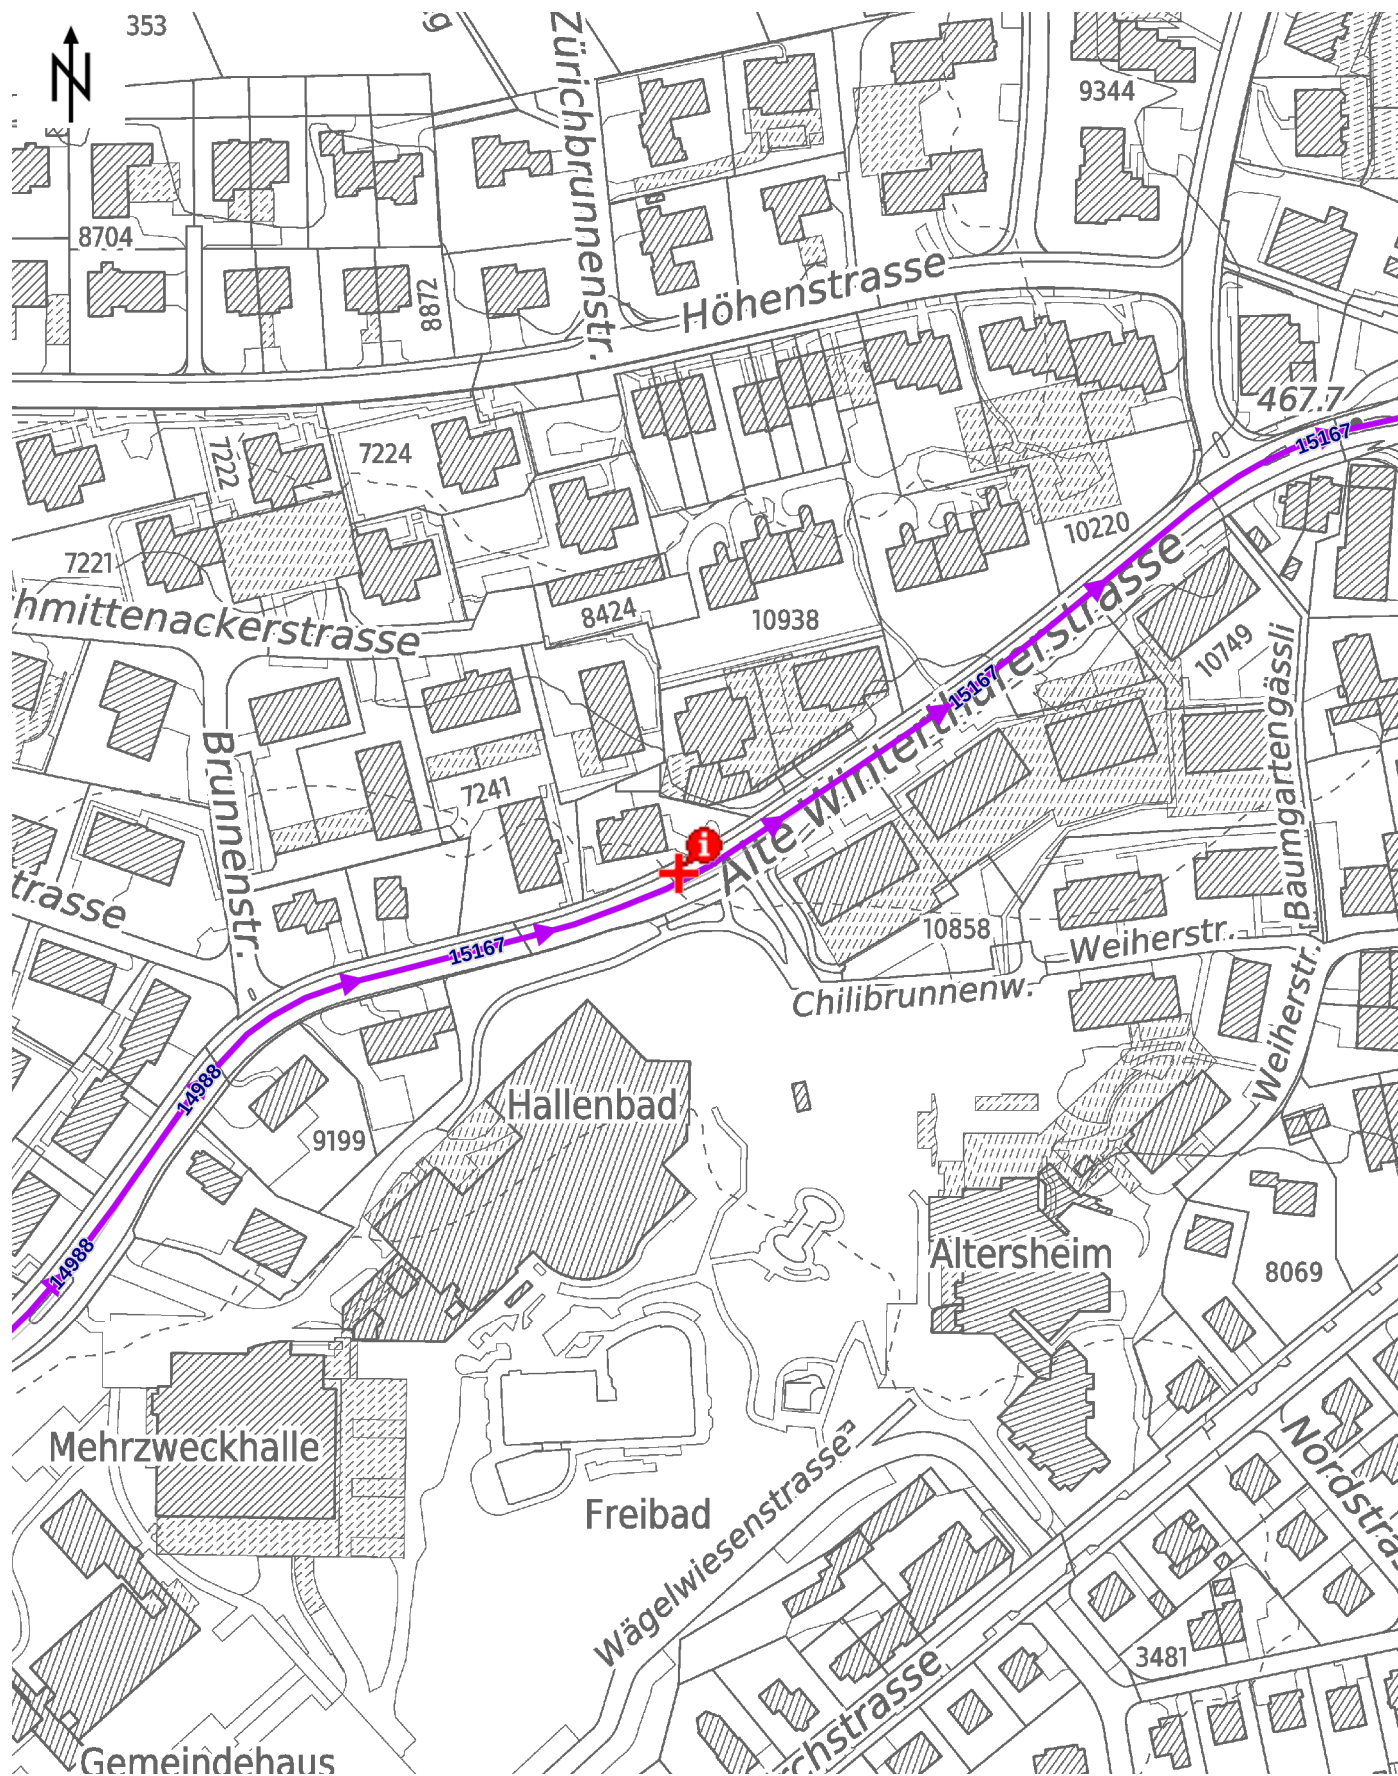 353
N
Zürichbrunnenstr.
9344
8704
8872
Höhenstrasse
467.7
15167
7222
7224
10220
7221
hmittenackerstrasse
8424
10938
10749
15167
Baumgartengässli
Brunnenstr.
7241
Alte Winterthurerstrasse
i
trasse
15167
10858
Weiherstr.
Chilibrunnenw.
Weiherstr.
14988
Hallenbad
9199
14988
Altersheim
8069
Mehrzweckhalle
Freibad
Wägelwiesenstrasse
Nordstra
3481
chstrasse
Gemeindehaus